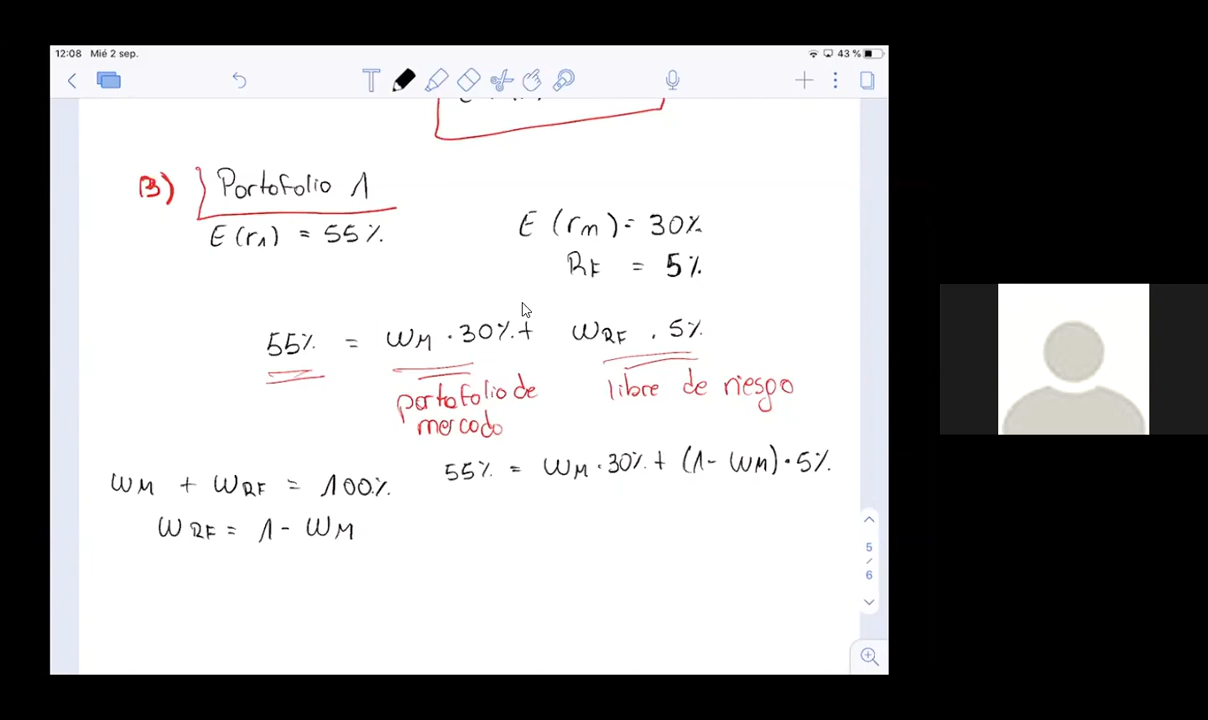 12:08 Mié 2 sep.
43 %
T
B) Portofolio 1
E (r1) = 55%
E (rm) = 30%
RF = 5%
55% = WM . 30% + WRF . 5%
portafolio de
mercado
libre de riesgo
55% = WM . 30% + (1 - WM) . 5%
WM + WRF = 100%
WRF = 1 - WM
5
/
6